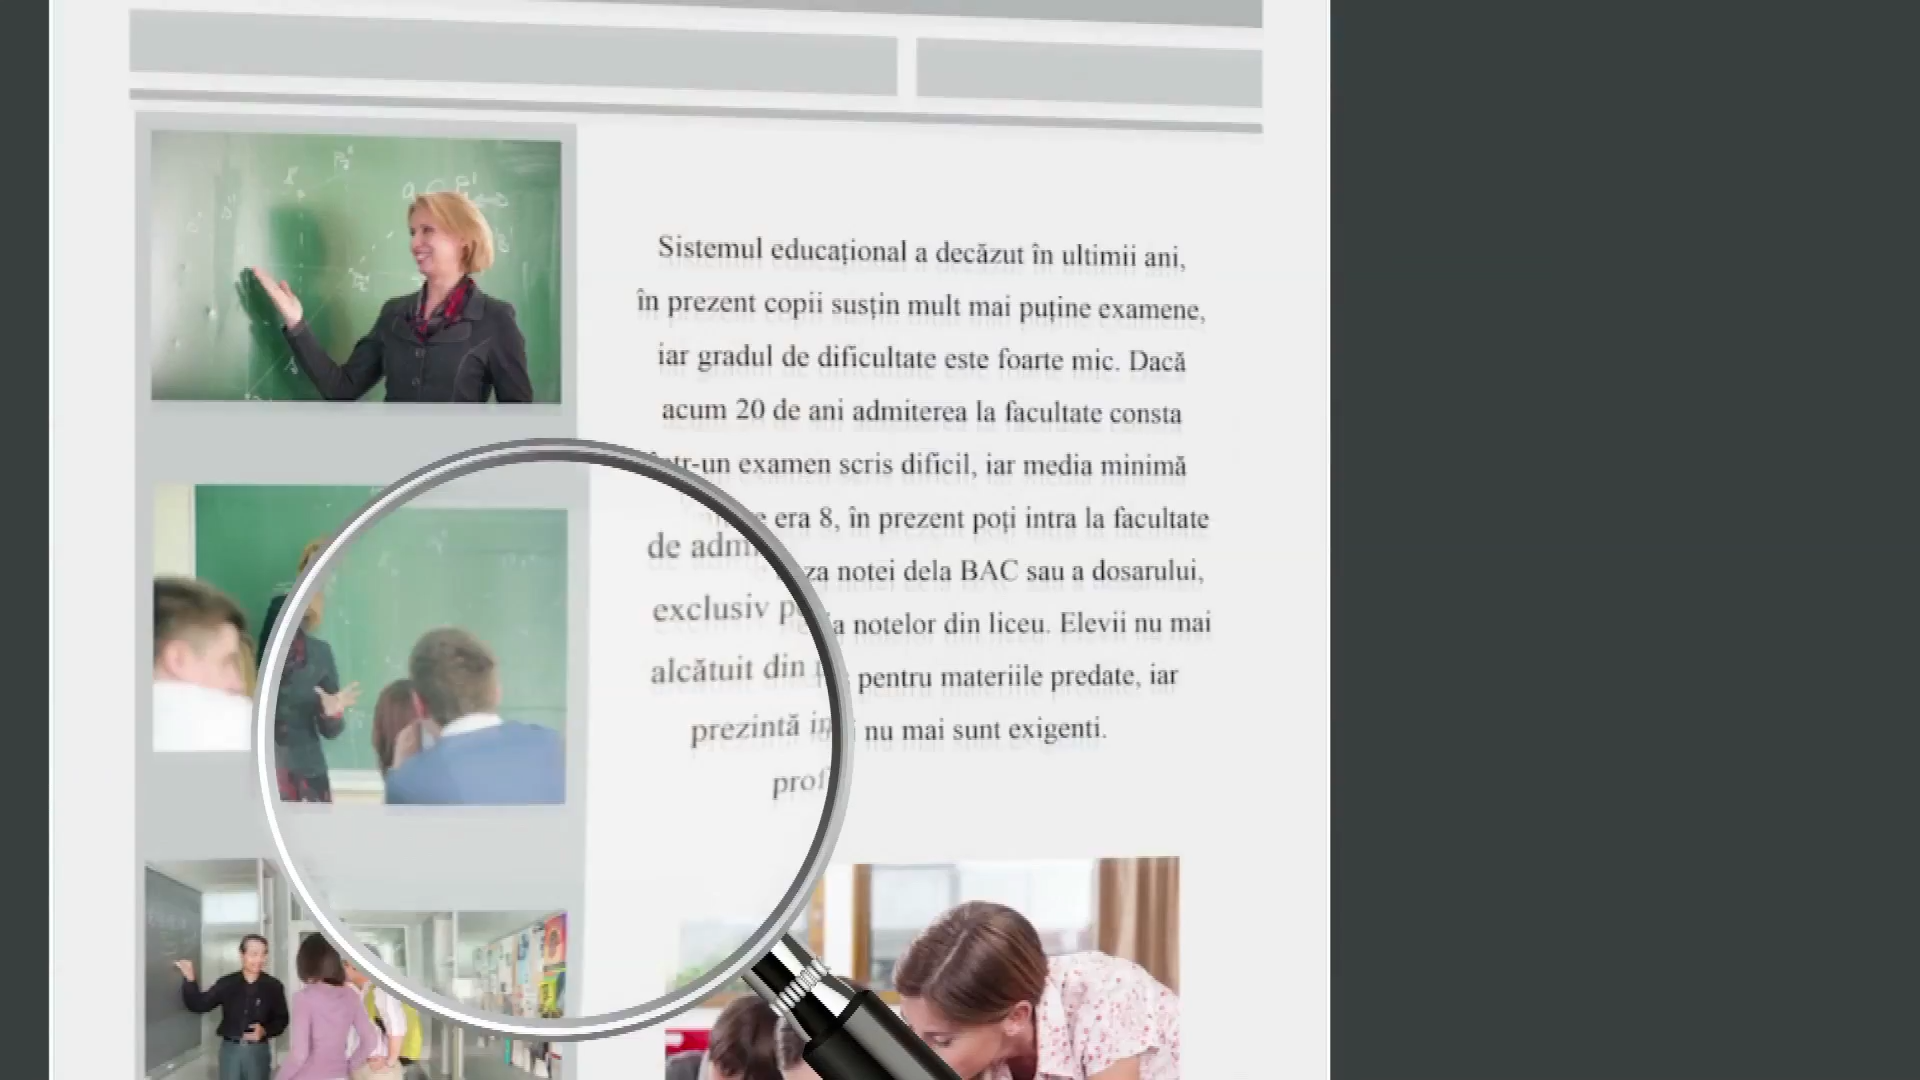 Sistemul educațional a decăzut în ultimii ani,
în prezent copii susțin mult mai puține examene,
iar gradul de dificultate este foarte mic. Dacă
acum 20 de ani admiterea la facultate consta
într-un examen scris dificil, iar media minimă
de era 8, în prezent poți intra la facultate
exclusiv notei dela BAC sau a dosarului,
alcătuit din notelor din liceu. Elevii nu mai
prezintă pentru materiile predate, iar
nu mai sunt exigenti.